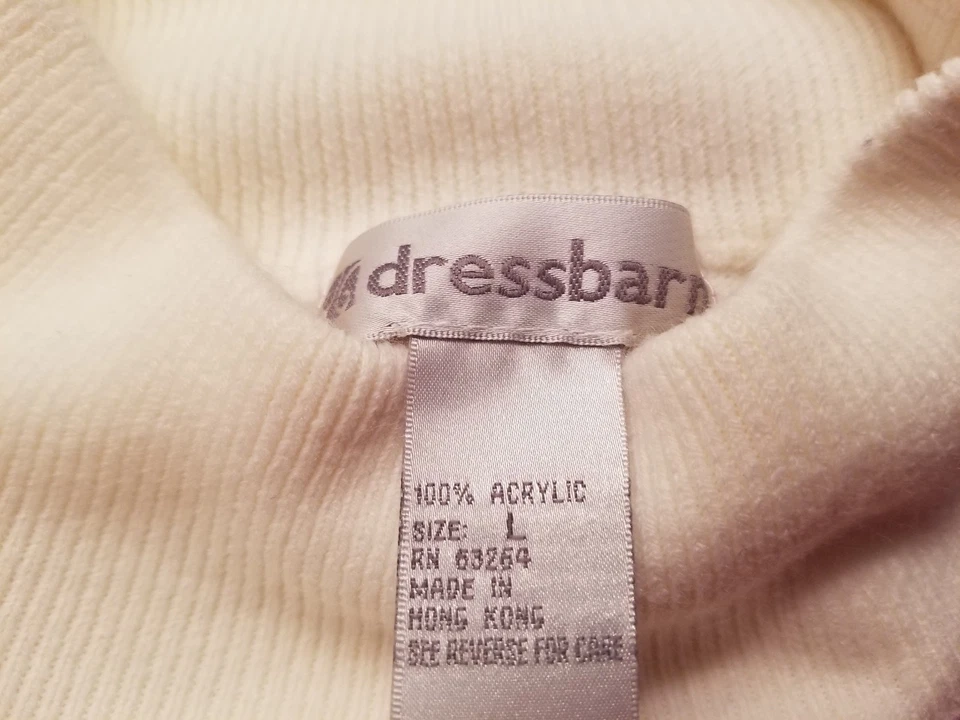 dressbarn
100% ACRYLIC
SIZE: L
RN 63264
MADE IN
HONG KONG
SEE REVERSE FOR CARE